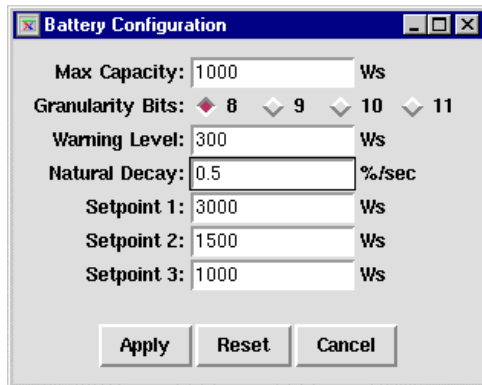 Battery Configuration
Max Capacity: 1000 Ws
Granularity Bits: 8 9 10 11
Warning Level: 300 Ws
Natural Decay: 0.5 %/sec
Setpoint 1: 3000 Ws
Setpoint 2: 1500 Ws
Setpoint 3: 1000 Ws
Apply Reset Cancel